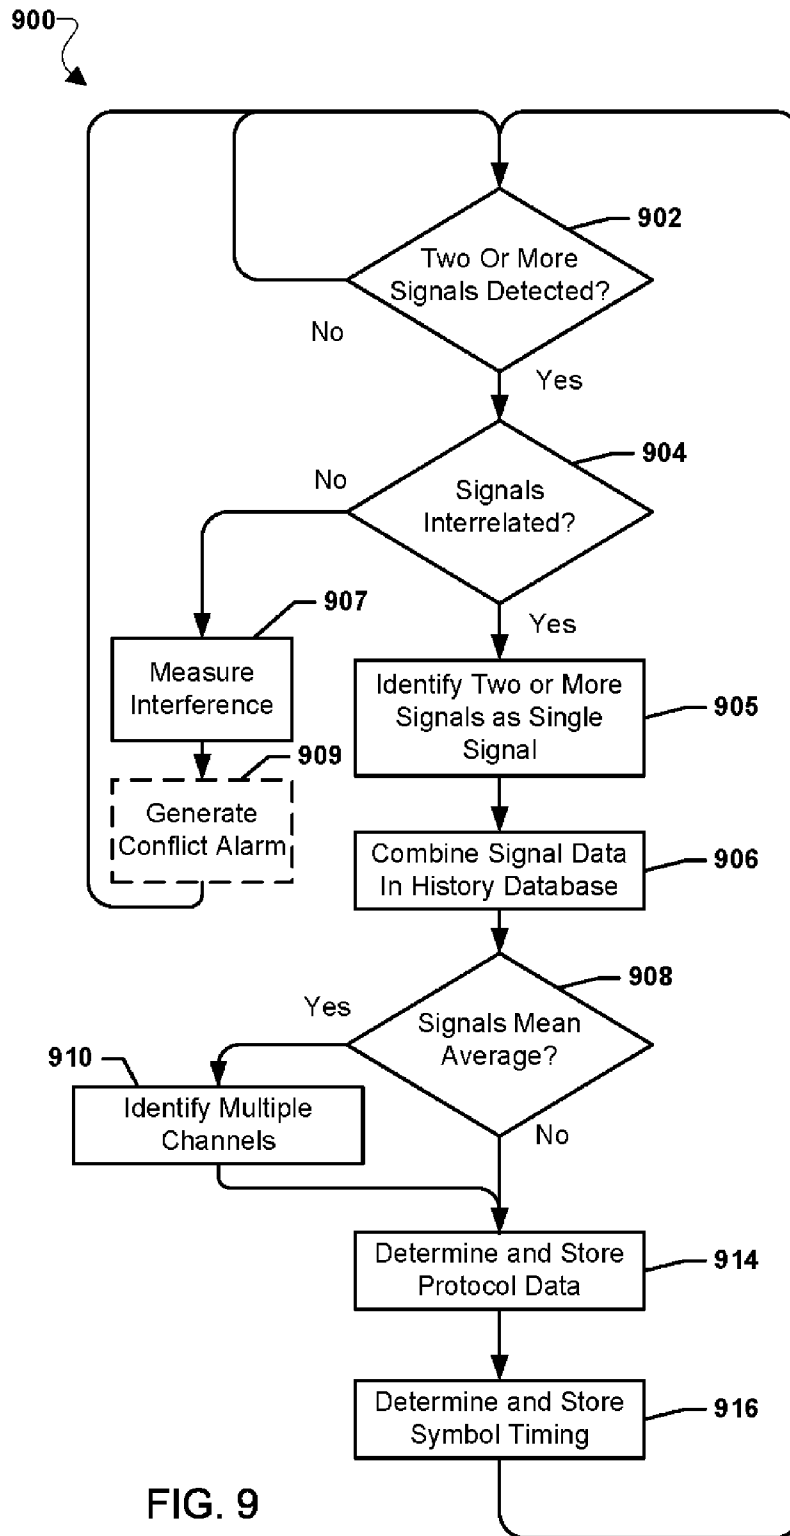 900
902
Two Or More
Signals Detected?
No
Yes
904
No
Signals
Interrelated?
907
Yes
Measure
Interference
Identify Two or More
Signals as Single
Signal
905
909
Generate
Conflict Alarm
Combine Signal Data
In History Database
906
908
Yes
Signals Mean
Average?
910
Identify Multiple
Channels
No
Determine and Store
Protocol Data
914
Determine and Store
Symbol Timing
916
FIG. 9